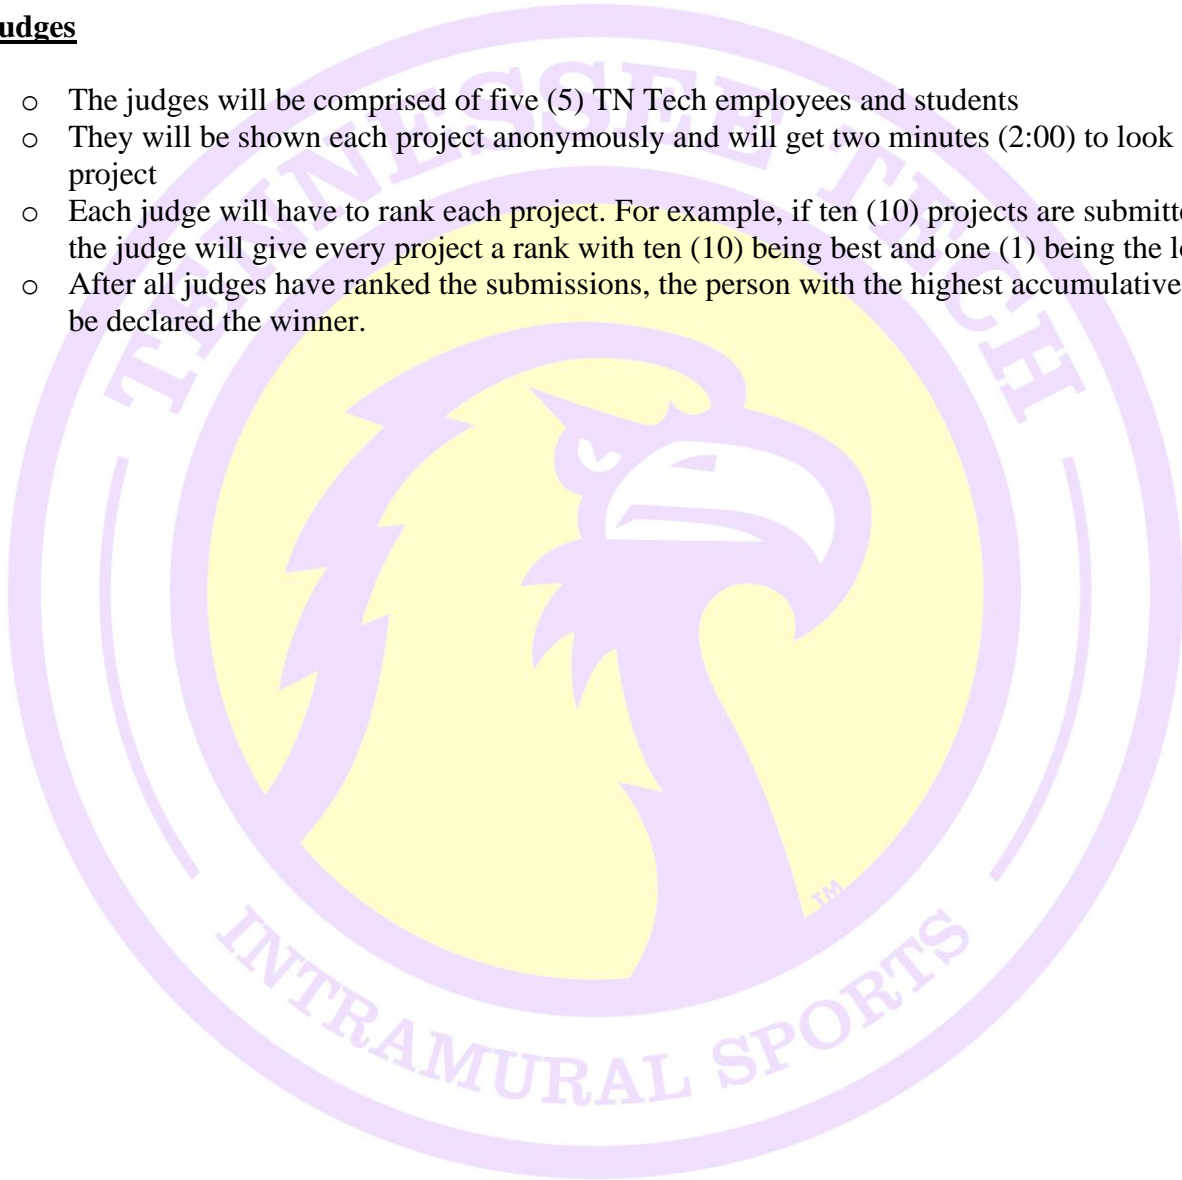 udges
o The judges will be comprised of five (5) TN Tech employees and students
o They will be shown each project anonymously and will get two minutes (2:00) to look
project
o Each judge will have to rank each project. For example, if ten (10) projects are submitte
the judge will give every project a rank with ten (10) being best and one (1) being the l
o After all judges have ranked the submissions, the person with the highest accumulative
be declared the winner.
TENNESSEE TECH
TM
INTRAMURAL SPORTS